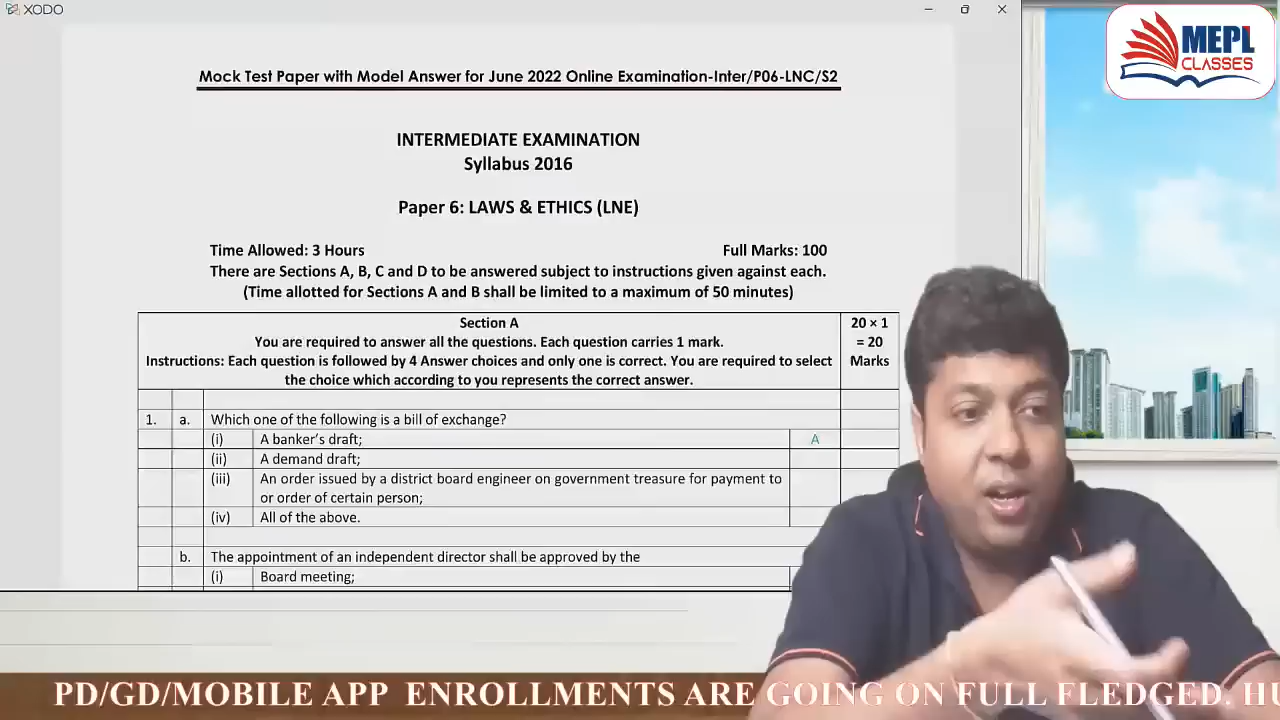 XODO
MEPL
CLASSES
Mock Test Paper with Model Answer for June 2022 Online Examination-Inter/P06-LNC/S2
INTERMEDIATE EXAMINATION
Syllabus 2016
Paper 6: LAWS & ETHICS (LNE)
Time Allowed: 3 Hours Full Marks: 100
There are Sections A, B, C and D to be answered subject to instructions given against each.
(Time allotted for Sections A and B shall be limited to a maximum of 50 minutes)
Section A 20 × 1
You are required to answer all the questions. Each question carries 1 mark. = 20
Instructions: Each question is followed by 4 Answer choices and only one is correct. You are required to select Marks
the choice which according to you represents the correct answer.
1. a. Which one of the following is a bill of exchange?
(i) A banker's draft; A
(ii) A demand draft;
(iii) An order issued by a district board engineer on government treasure for payment to
or order of certain person;
(iv) All of the above.
b. The appointment of an independent director shall be approved by the
(i) Board meeting;
PD/GD/MOBILE APP ENROLLMENTS ARE GOING ON FULL FLEDGED.